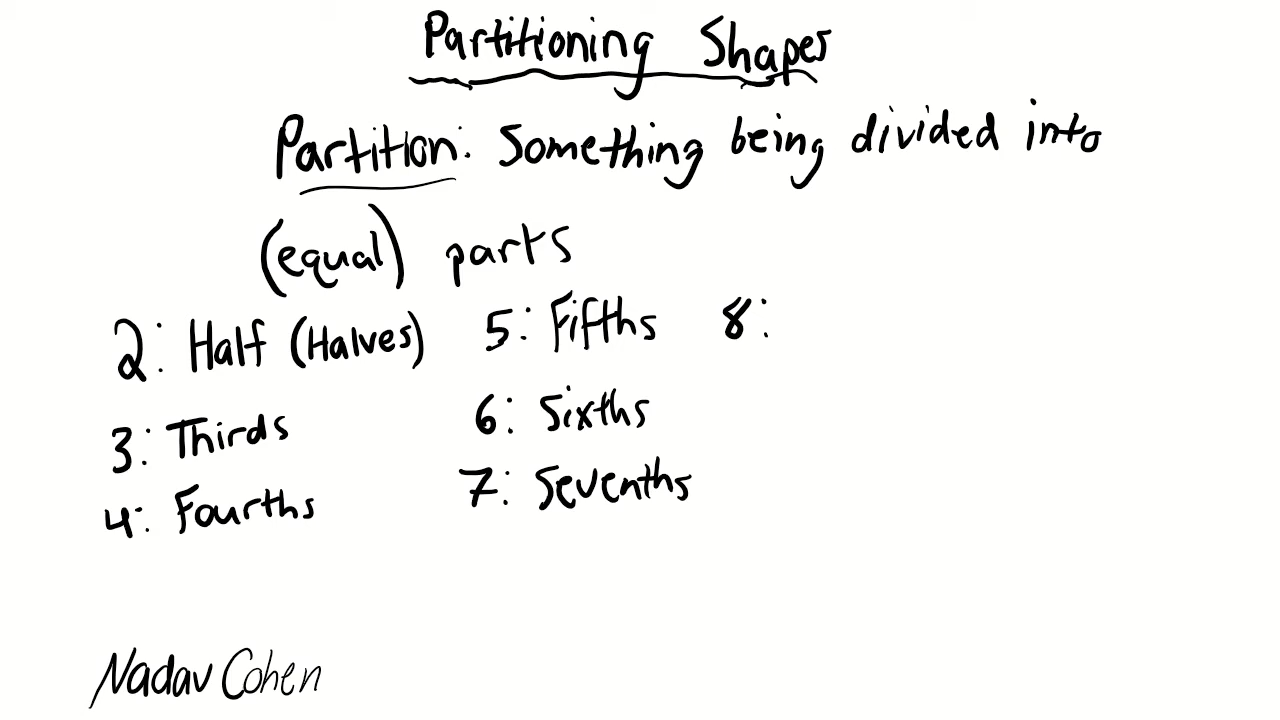 Partitioning Shapes
Partition: Something being divided into
(equal) parts
2: Half (Halves)
3: Thirds
4: Fourths
5: Fifths
6: Sixths
7: Sevenths
8:
Nadav Cohen